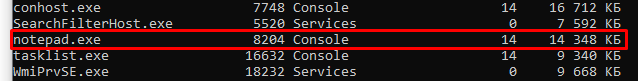 conhost.exe 7748 Console 14 16 712 КБ
SearchFilterHost.exe 5520 Services 0 7 592 КБ
notepad.exe 8204 Console 14 14 348 КБ
tasklist.exe 16632 Console 14 9 340 КБ
WmiPrvSE.exe 18232 Services 0 9 668 КБ